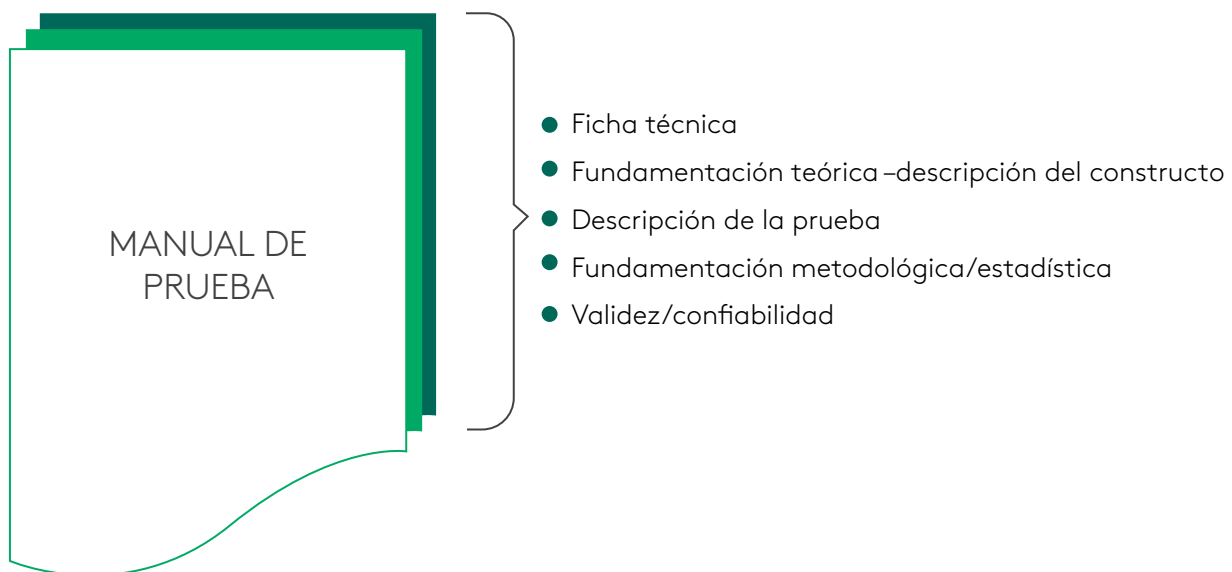 MANUAL DE
PRUEBA
Ficha técnica
Fundamentación teórica –descripción del constructo
Descripción de la prueba
Fundamentación metodológica/estadística
Validez/confiabilidad